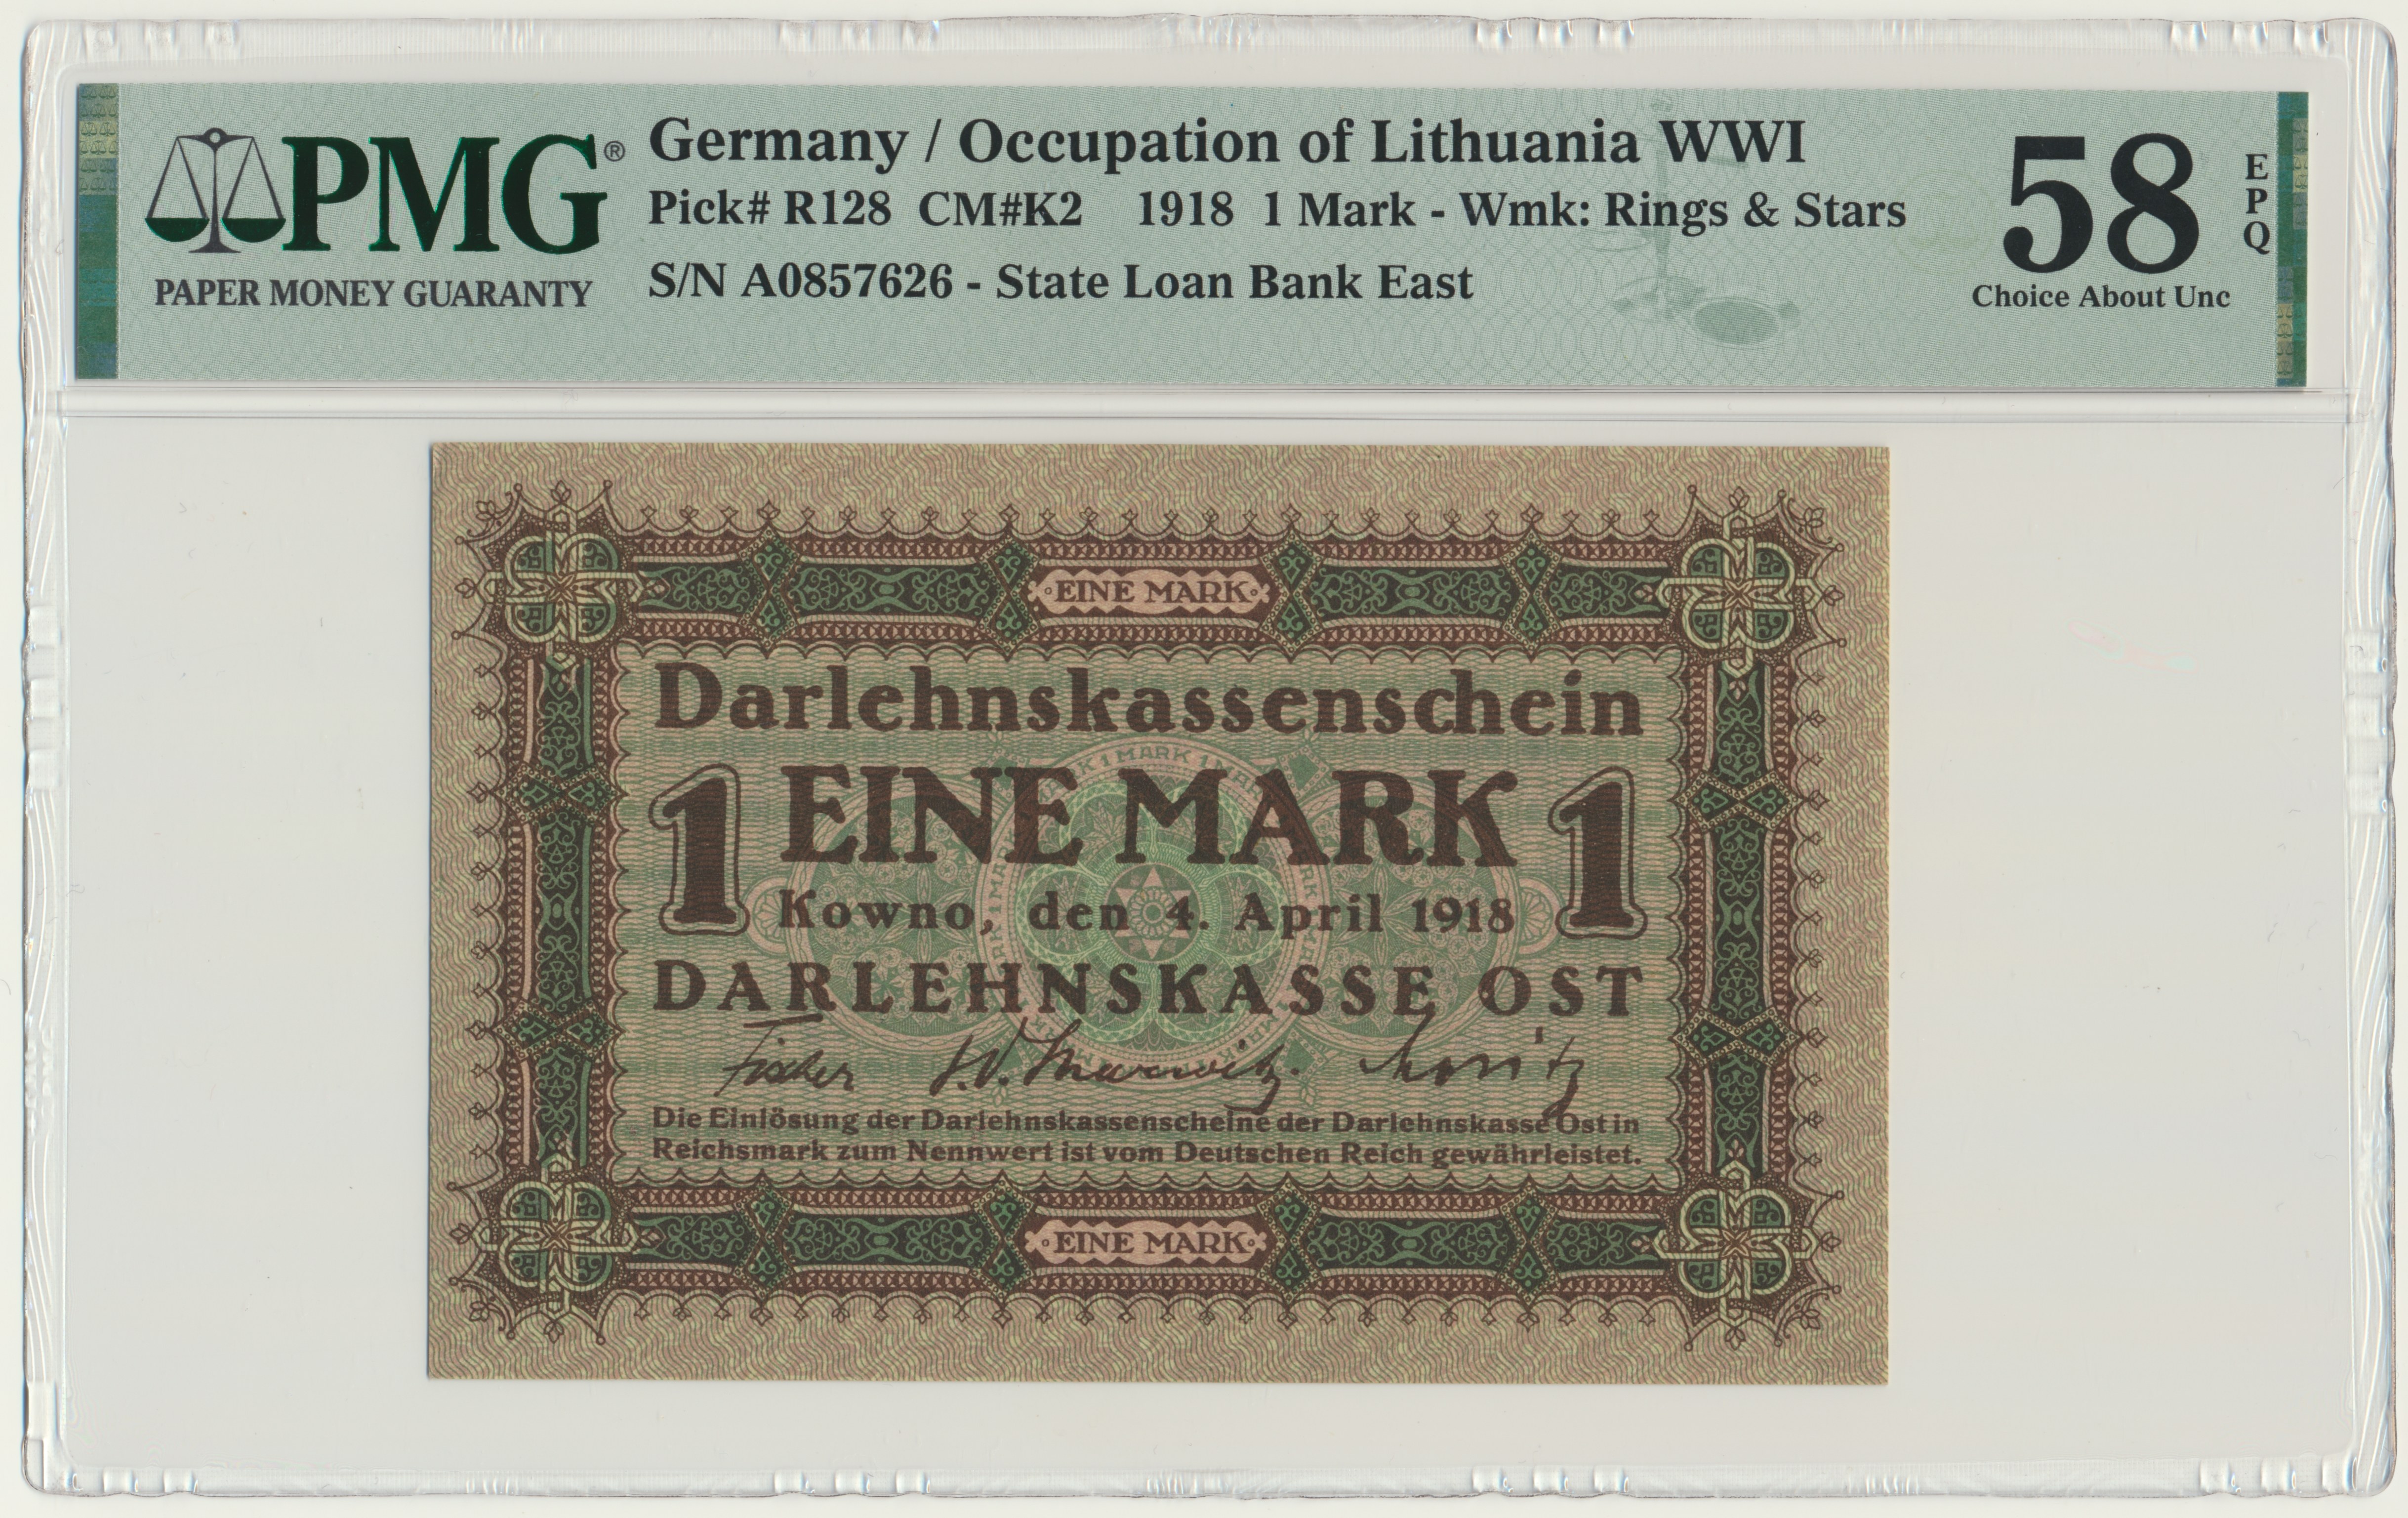 PMG®
PAPER MONEY GUARANTY
Germany / Occupation of Lithuania WWI
Pick# R128 CM#K2 1918 1 Mark - Wmk: Rings & Stars
S/N A0857626 - State Loan Bank East
58
EPQ
Choice About Unc
EINE MARK
Darlehnskassenschein
1 EINE MARK 1
Kowno, den 4. April 1918
DARLEHNSKASSE OST
Fischer
Die Einlösung der Darlehnskassenscheine der Darlehnskasse Ost in
Reichsmark zum Nennwert ist vom Deutschen Reich gewährleistet.
EINE MARK